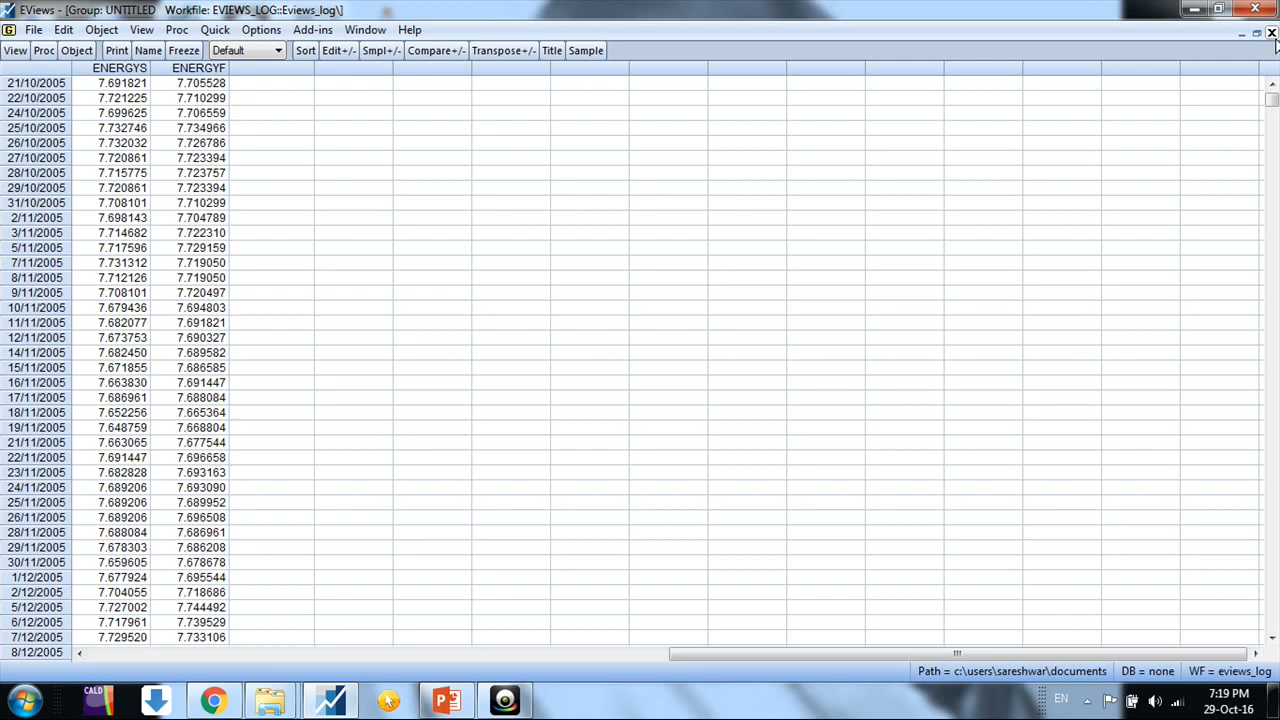 EViews - [Group: UNTITLED Workfile: EVIEWS_LOG::Eviews_log\]
File Edit Object View Proc Quick Options Add-ins Window Help
View Proc Object Print Name Freeze Default Sort Edit+/- Smpl+/- Compare+/- Transpose+/- Title Sample
ENERGYS ENERGYF
21/10/2005 7.691821 7.705528
22/10/2005 7.721225 7.710299
24/10/2005 7.699625 7.706559
25/10/2005 7.732746 7.734966
26/10/2005 7.732032 7.726786
27/10/2005 7.720861 7.723394
28/10/2005 7.715775 7.723757
29/10/2005 7.720861 7.723394
31/10/2005 7.708101 7.710299
2/11/2005 7.698143 7.704789
3/11/2005 7.714682 7.722310
5/11/2005 7.717596 7.729159
7/11/2005 7.731312 7.719050
8/11/2005 7.712126 7.719050
9/11/2005 7.708101 7.720497
10/11/2005 7.679436 7.694803
11/11/2005 7.682077 7.691821
12/11/2005 7.673753 7.690327
14/11/2005 7.682450 7.689582
15/11/2005 7.671855 7.686585
16/11/2005 7.663830 7.691447
17/11/2005 7.686961 7.688084
18/11/2005 7.652256 7.665364
19/11/2005 7.648759 7.668804
21/11/2005 7.663065 7.677544
22/11/2005 7.691447 7.696658
23/11/2005 7.682828 7.693163
24/11/2005 7.689206 7.693090
25/11/2005 7.689206 7.689952
26/11/2005 7.689206 7.696508
28/11/2005 7.688084 7.686961
29/11/2005 7.678303 7.686208
30/11/2005 7.659605 7.678678
1/12/2005 7.677924 7.695544
2/12/2005 7.704055 7.718686
5/12/2005 7.727002 7.744492
6/12/2005 7.717961 7.739529
7/12/2005 7.729520 7.733106
8/12/2005
Path = c:\users\sareshwar\documents DB = none WF = eviews_log
CALD EN 7:19 PM
29-Oct-16